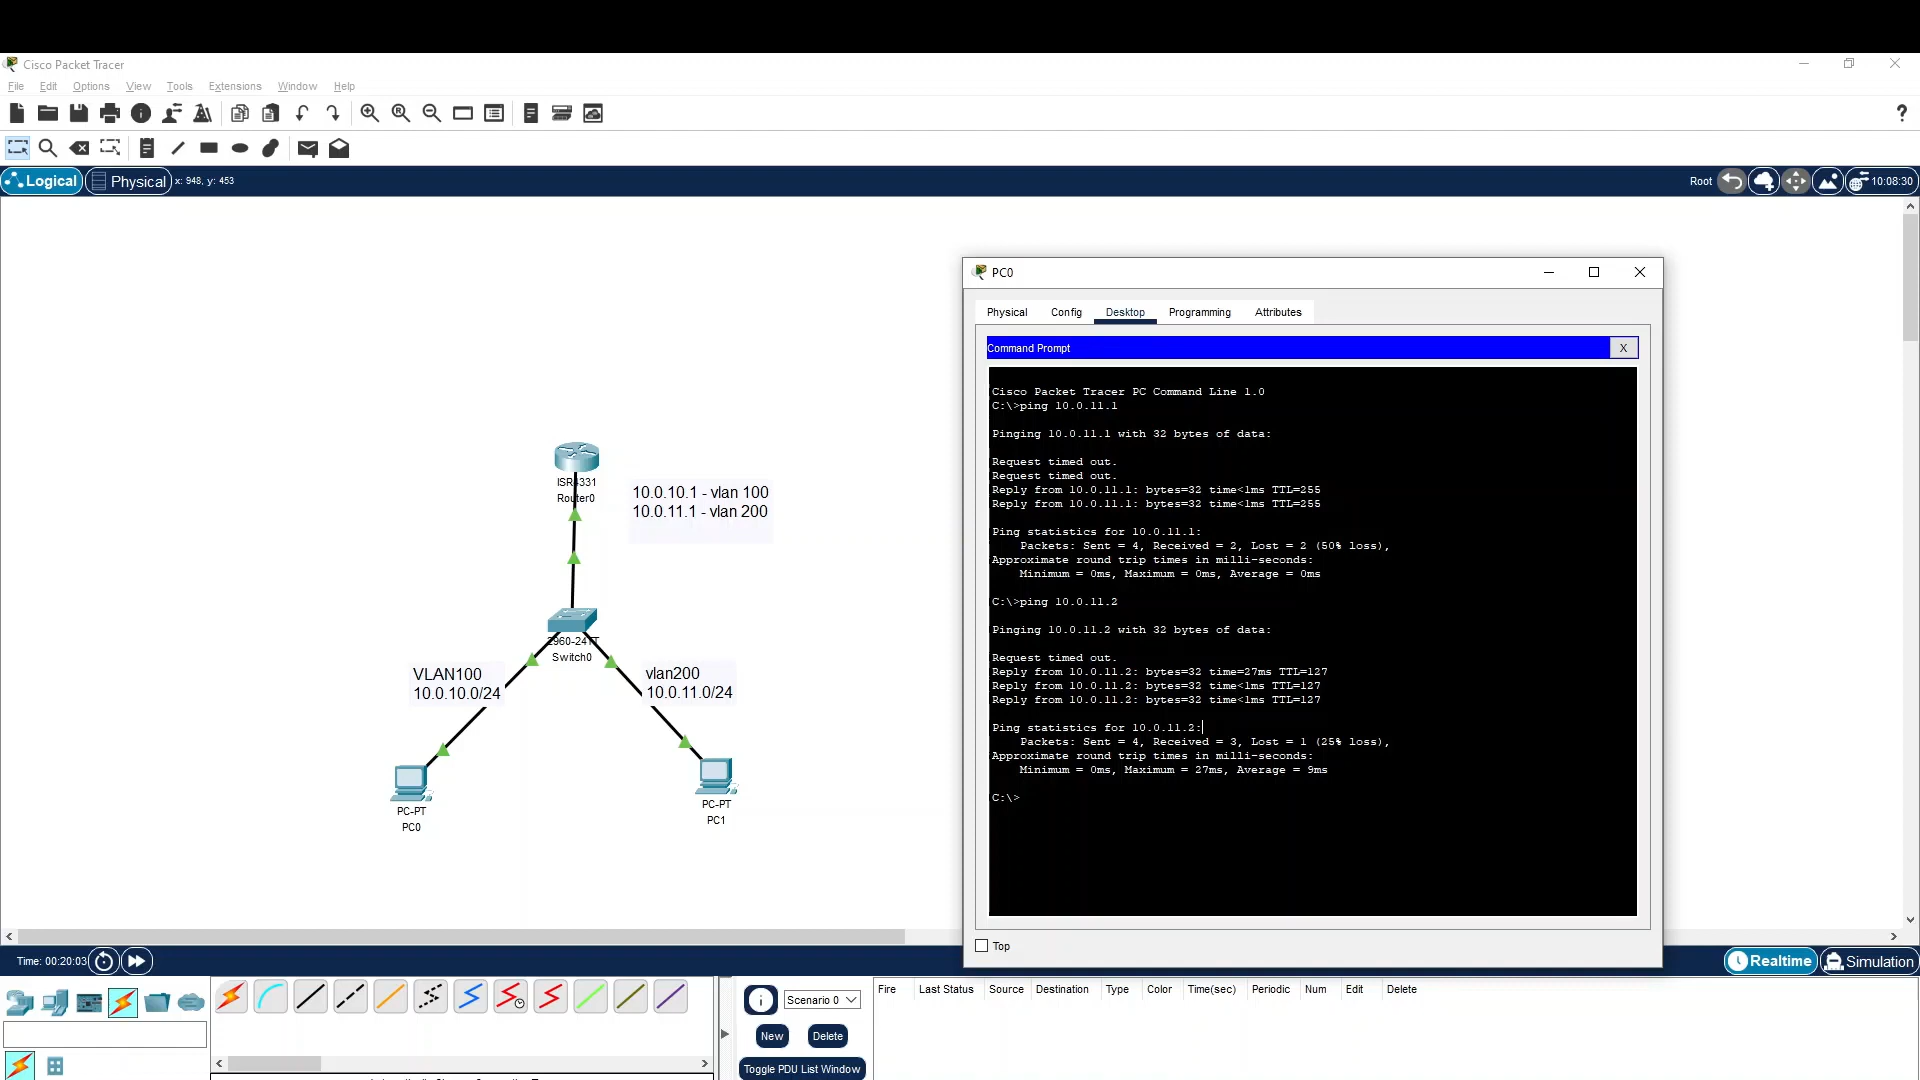 Cisco Packet Tracer
File Edit Options View Tools Extensions Window Help
Logical Physical x: 948, y: 453 Root 10:08:30
PC0
Physical Config Desktop Programming Attributes
Command Prompt X
Cisco Packet Tracer PC Command Line 1.0
C:\>ping 10.0.11.1
Pinging 10.0.11.1 with 32 bytes of data:
Request timed out.
Request timed out.
Reply from 10.0.11.1: bytes=32 time<1ms TTL=255
Reply from 10.0.11.1: bytes=32 time<1ms TTL=255
Ping statistics for 10.0.11.1:
Packets: Sent = 4, Received = 2, Lost = 2 (50% loss),
Approximate round trip times in milli-seconds:
Minimum = 0ms, Maximum = 0ms, Average = 0ms
C:\>ping 10.0.11.2
Pinging 10.0.11.2 with 32 bytes of data:
Request timed out.
Reply from 10.0.11.2: bytes=32 time=27ms TTL=127
Reply from 10.0.11.2: bytes=32 time<1ms TTL=127
Reply from 10.0.11.2: bytes=32 time<1ms TTL=127
Ping statistics for 10.0.11.2:
Packets: Sent = 4, Received = 3, Lost = 1 (25% loss),
Approximate round trip times in milli-seconds:
Minimum = 0ms, Maximum = 27ms, Average = 9ms
C:\>
Top
ISR4331
Router0
10.0.10.1 - vlan 100
10.0.11.1 - vlan 200
2960-24TT
Switch0
VLAN100
10.0.10.0/24
vlan200
10.0.11.0/24
PC-PT
PC0
PC-PT
PC1
Time: 00:20:03 Realtime Simulation
Scenario 0
New Delete
Toggle PDU List Window
Fire Last Status Source Destination Type Color Time(sec) Periodic Num Edit Delete